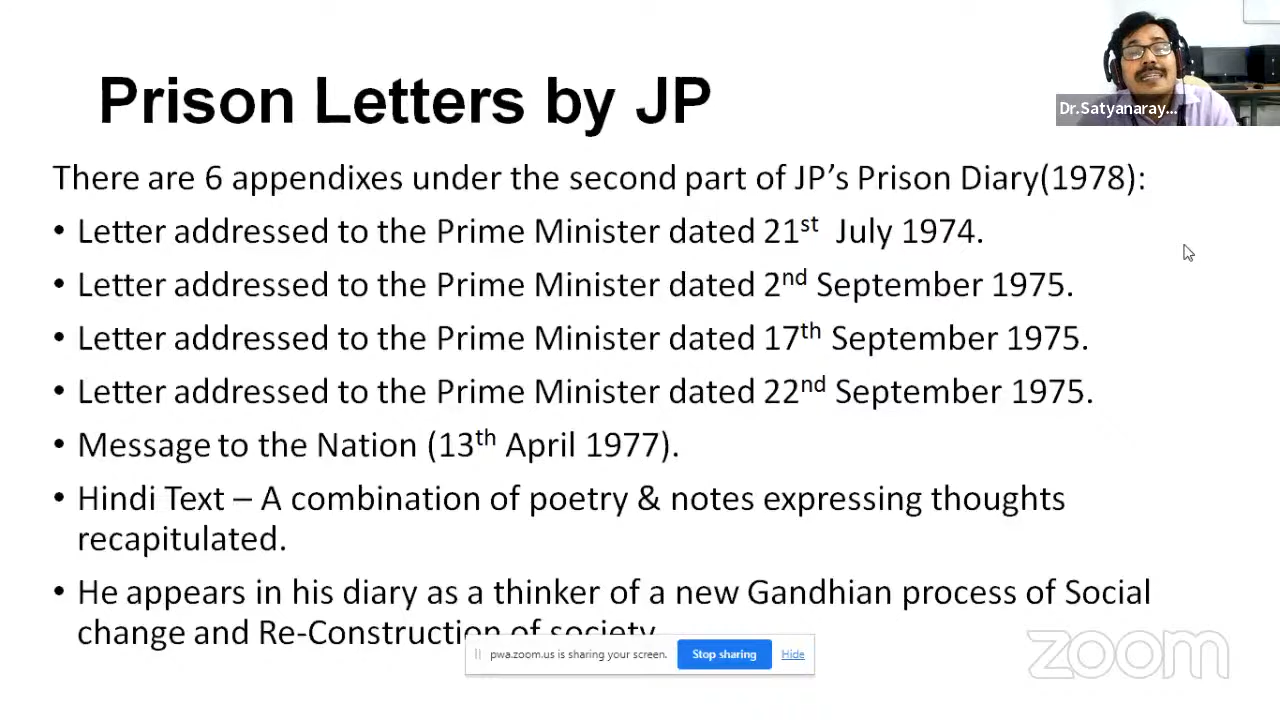 Prison Letters by JP
Dr.Satyanaray...
There are 6 appendixes under the second part of JP’s Prison Diary(1978):
• Letter addressed to the Prime Minister dated 21st July 1974.
• Letter addressed to the Prime Minister dated 2nd September 1975.
• Letter addressed to the Prime Minister dated 17th September 1975.
• Letter addressed to the Prime Minister dated 22nd September 1975.
• Message to the Nation (13th April 1977).
• Hindi Text – A combination of poetry & notes expressing thoughts
recapitulated.
• He appears in his diary as a thinker of a new Gandhian process of Social
change and Re-Construction of society
pwa.zoom.us is sharing your screen. Stop sharing Hide
zoom